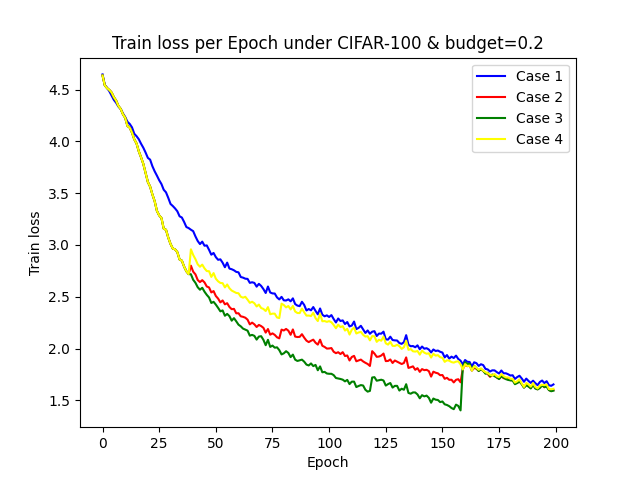 Train loss per Epoch under CIFAR-100 & budget=0.2
Train loss
4.5
4.0
3.5
3.0
2.5
2.0
1.5
Case 1
Case 2
Case 3
Case 4
0 25 50 75 100 125 150 175 200
Epoch